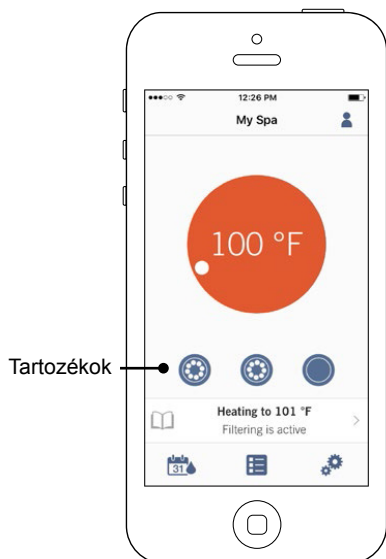 12:26 PM
My Spa
100 °F
Tartozékok
Heating to 101 °F
Filtering is active
31